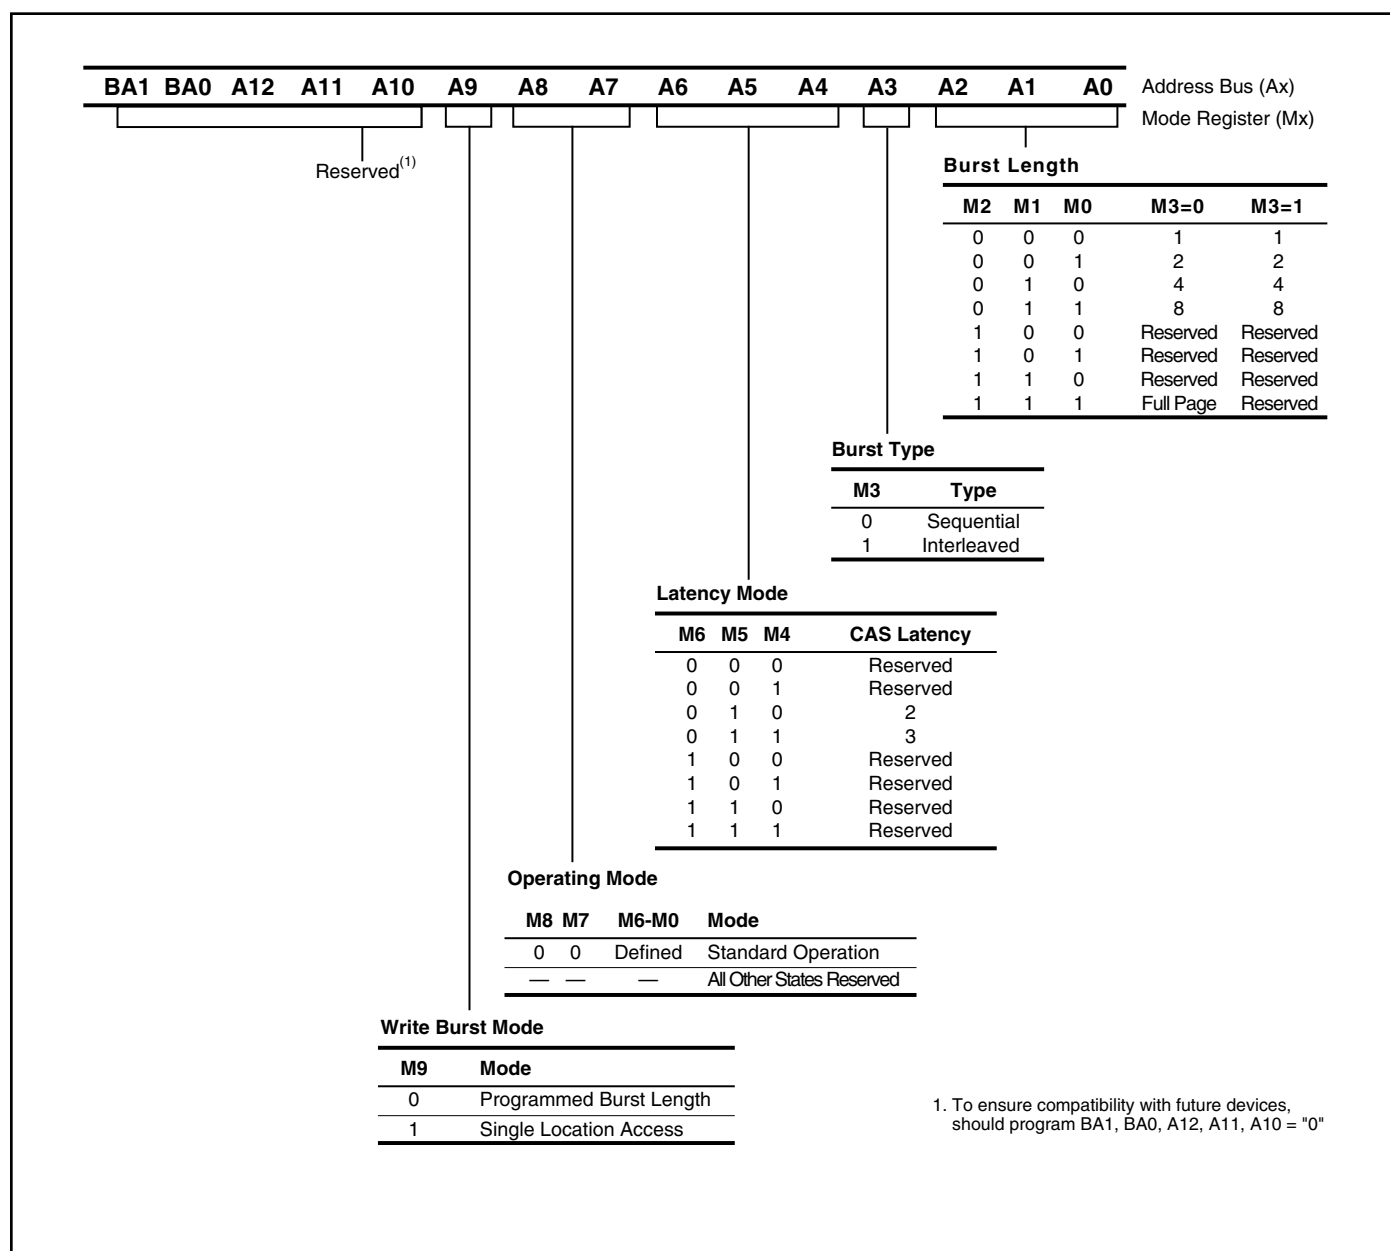 BA1 BA0 A12 A11 A10 A9 A8 A7 A6 A5 A4 A3 A2 A1 A0 Address Bus (Ax)
Mode Register (Mx)
Reserved(1)
Burst Length
M2 M1 M0 M3=0 M3=1
0 0 0 1 1
0 0 1 2 2
0 1 0 4 4
0 1 1 8 8
1 0 0 Reserved Reserved
1 0 1 Reserved Reserved
1 1 0 Reserved Reserved
1 1 1 Full Page Reserved
Burst Type
M3 Type
0 Sequential
1 Interleaved
Latency Mode
M6 M5 M4 CAS Latency
0 0 0 Reserved
0 0 1 Reserved
0 1 0 2
0 1 1 3
1 0 0 Reserved
1 0 1 Reserved
1 1 0 Reserved
1 1 1 Reserved
Operating Mode
M8 M7 M6-M0 Mode
0 0 Defined Standard Operation
— — — All Other States Reserved
Write Burst Mode
M9 Mode
0 Programmed Burst Length
1 Single Location Access
1. To ensure compatibility with future devices,
should program BA1, BA0, A12, A11, A10 = "0"